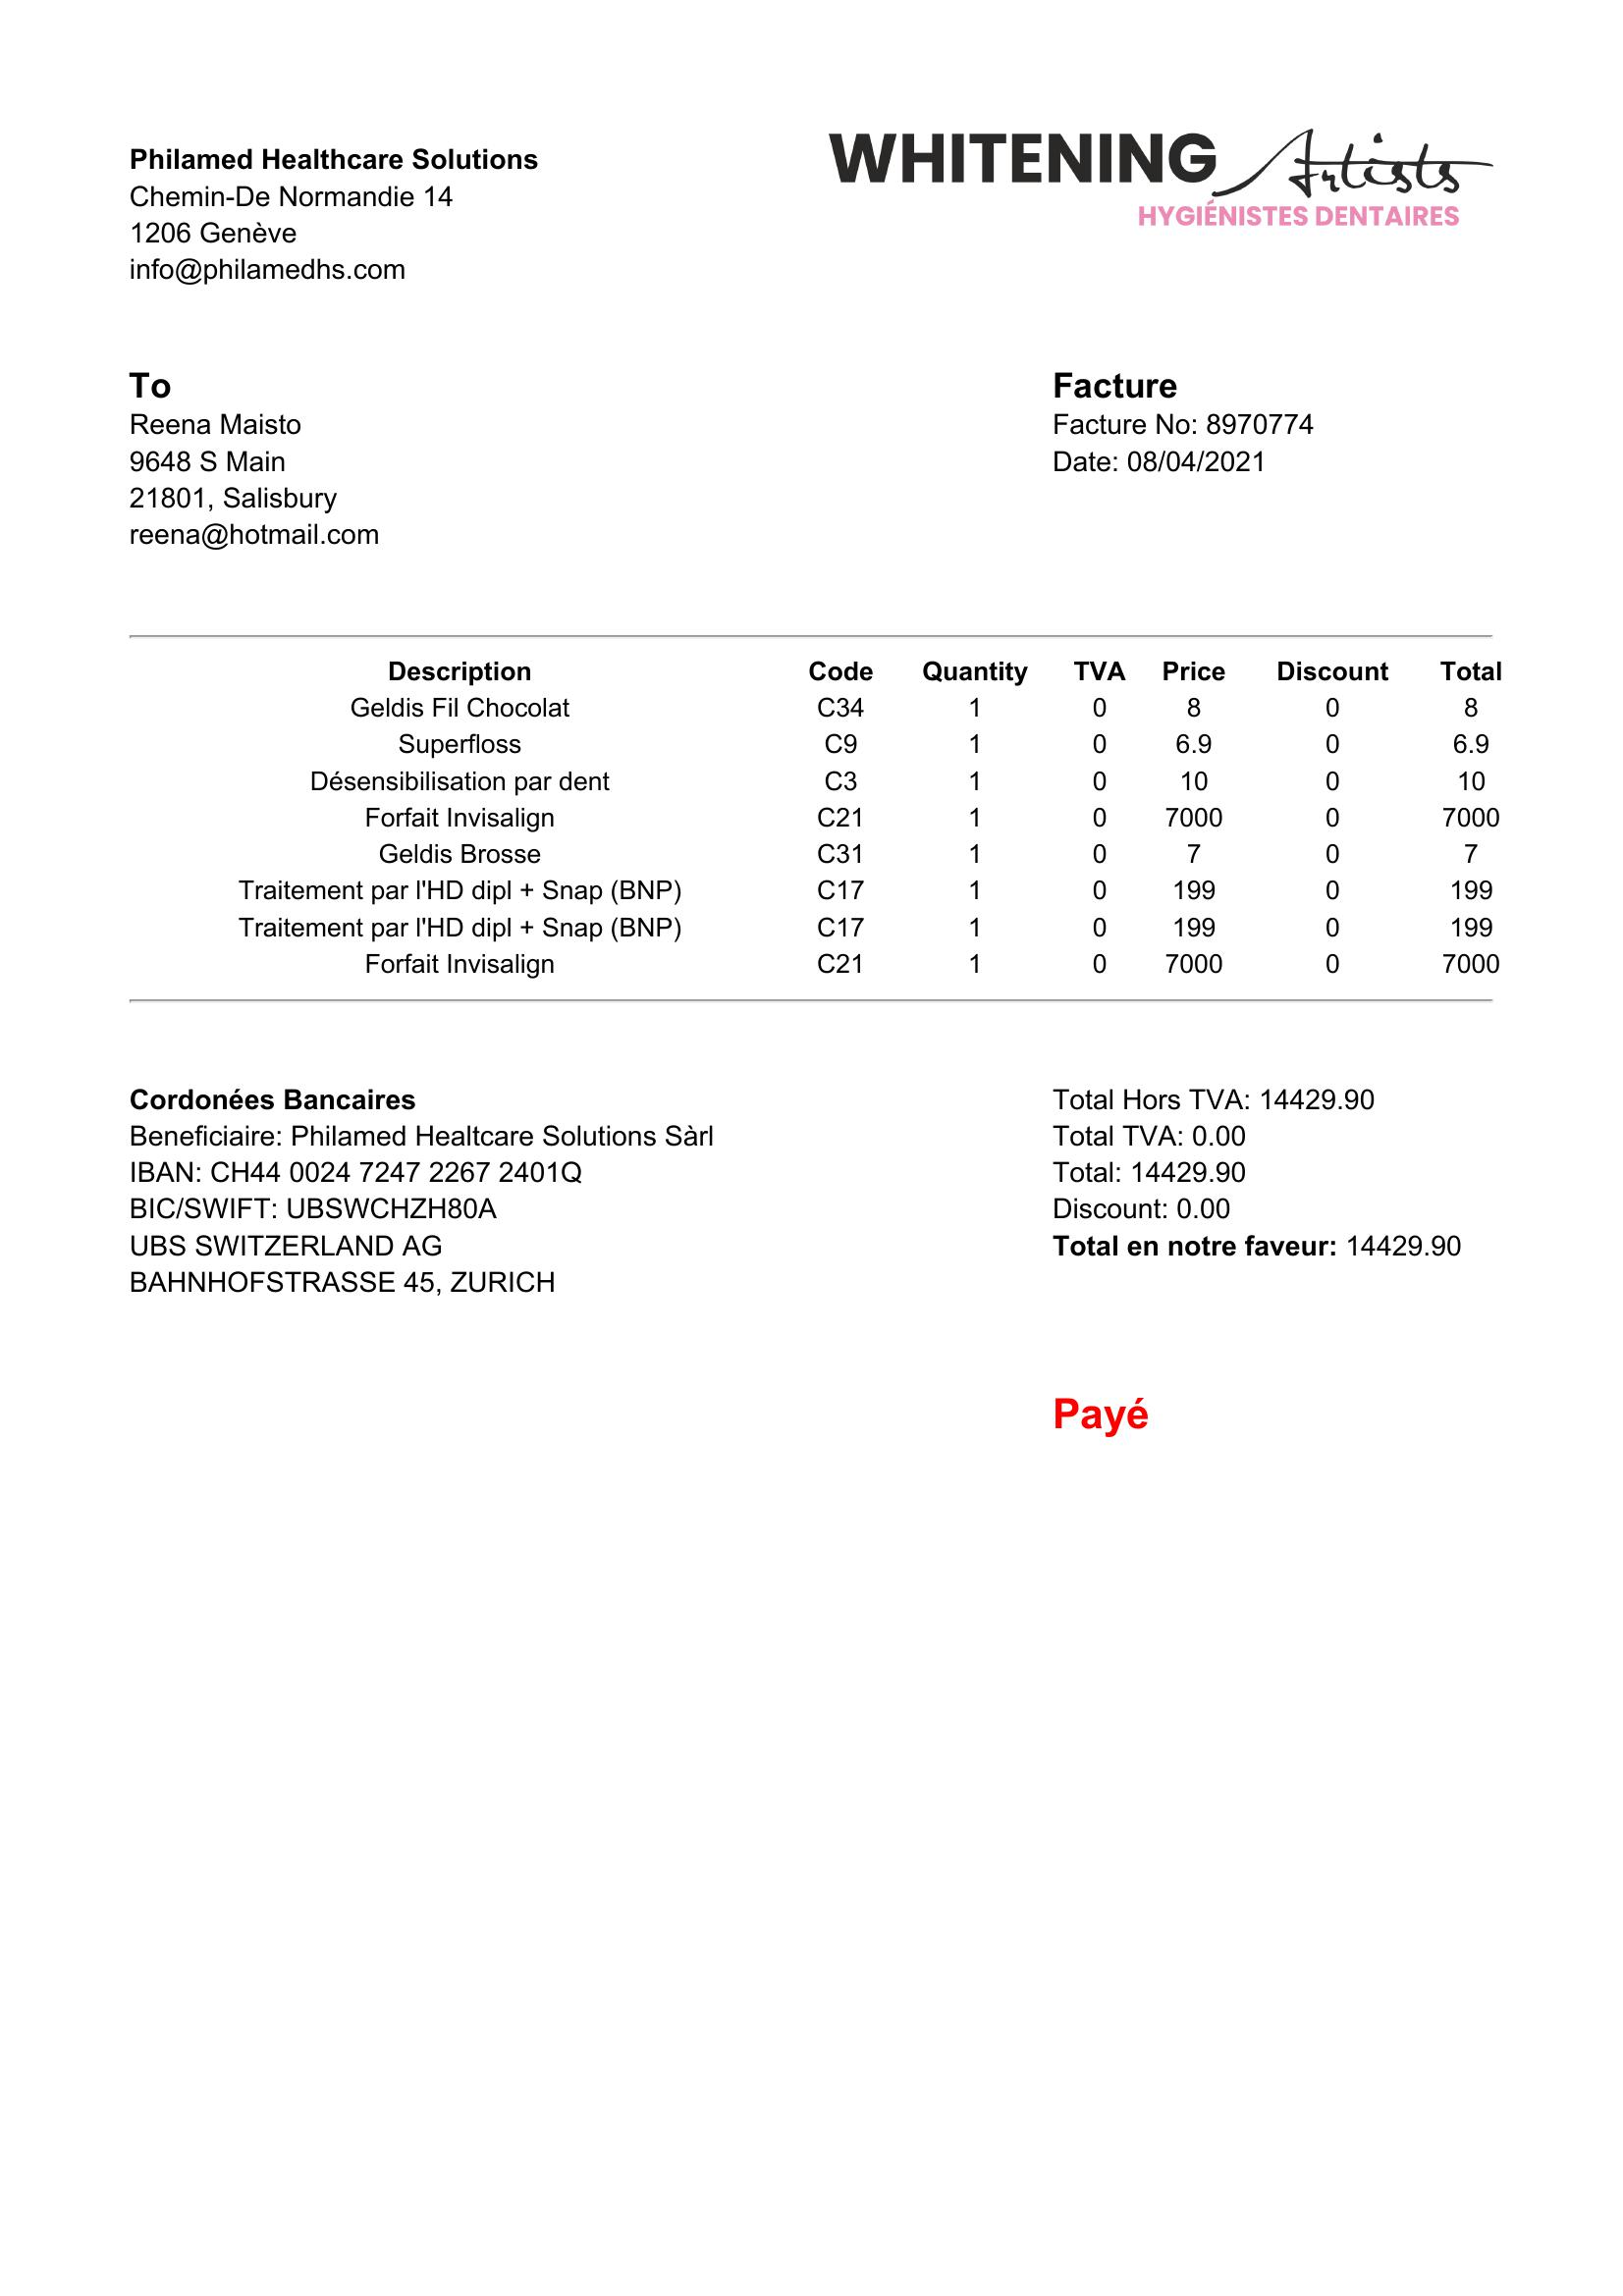 Philamed Healthcare Solutions
Chemin-De Normandie 14
1206 Genève
info@philamedhs.com
WHITENING Artists
HYGIÉNISTES DENTAIRES
To
Reena Maisto
9648 S Main
21801, Salisbury
reena@hotmail.com
Facture
Facture No: 8970774
Date: 08/04/2021
Description Code Quantity TVA Price Discount Total
Geldis Fil Chocolat C34 1 0 8 0 8
Superfloss C9 1 0 6.9 0 6.9
Désensibilisation par dent C3 1 0 10 0 10
Forfait Invisalign C21 1 0 7000 0 7000
Geldis Brosse C31 1 0 7 0 7
Traitement par l'HD dipl + Snap (BNP) C17 1 0 199 0 199
Traitement par l'HD dipl + Snap (BNP) C17 1 0 199 0 199
Forfait Invisalign C21 1 0 7000 0 7000
Cordonées Bancaires
Beneficiaire: Philamed Healtcare Solutions Sàrl
IBAN: CH44 0024 7247 2267 2401Q
BIC/SWIFT: UBSWCHZH80A
UBS SWITZERLAND AG
BAHNHOFSTRASSE 45, ZURICH
Total Hors TVA: 14429.90
Total TVA: 0.00
Total: 14429.90
Discount: 0.00
Total en notre faveur: 14429.90
Payé